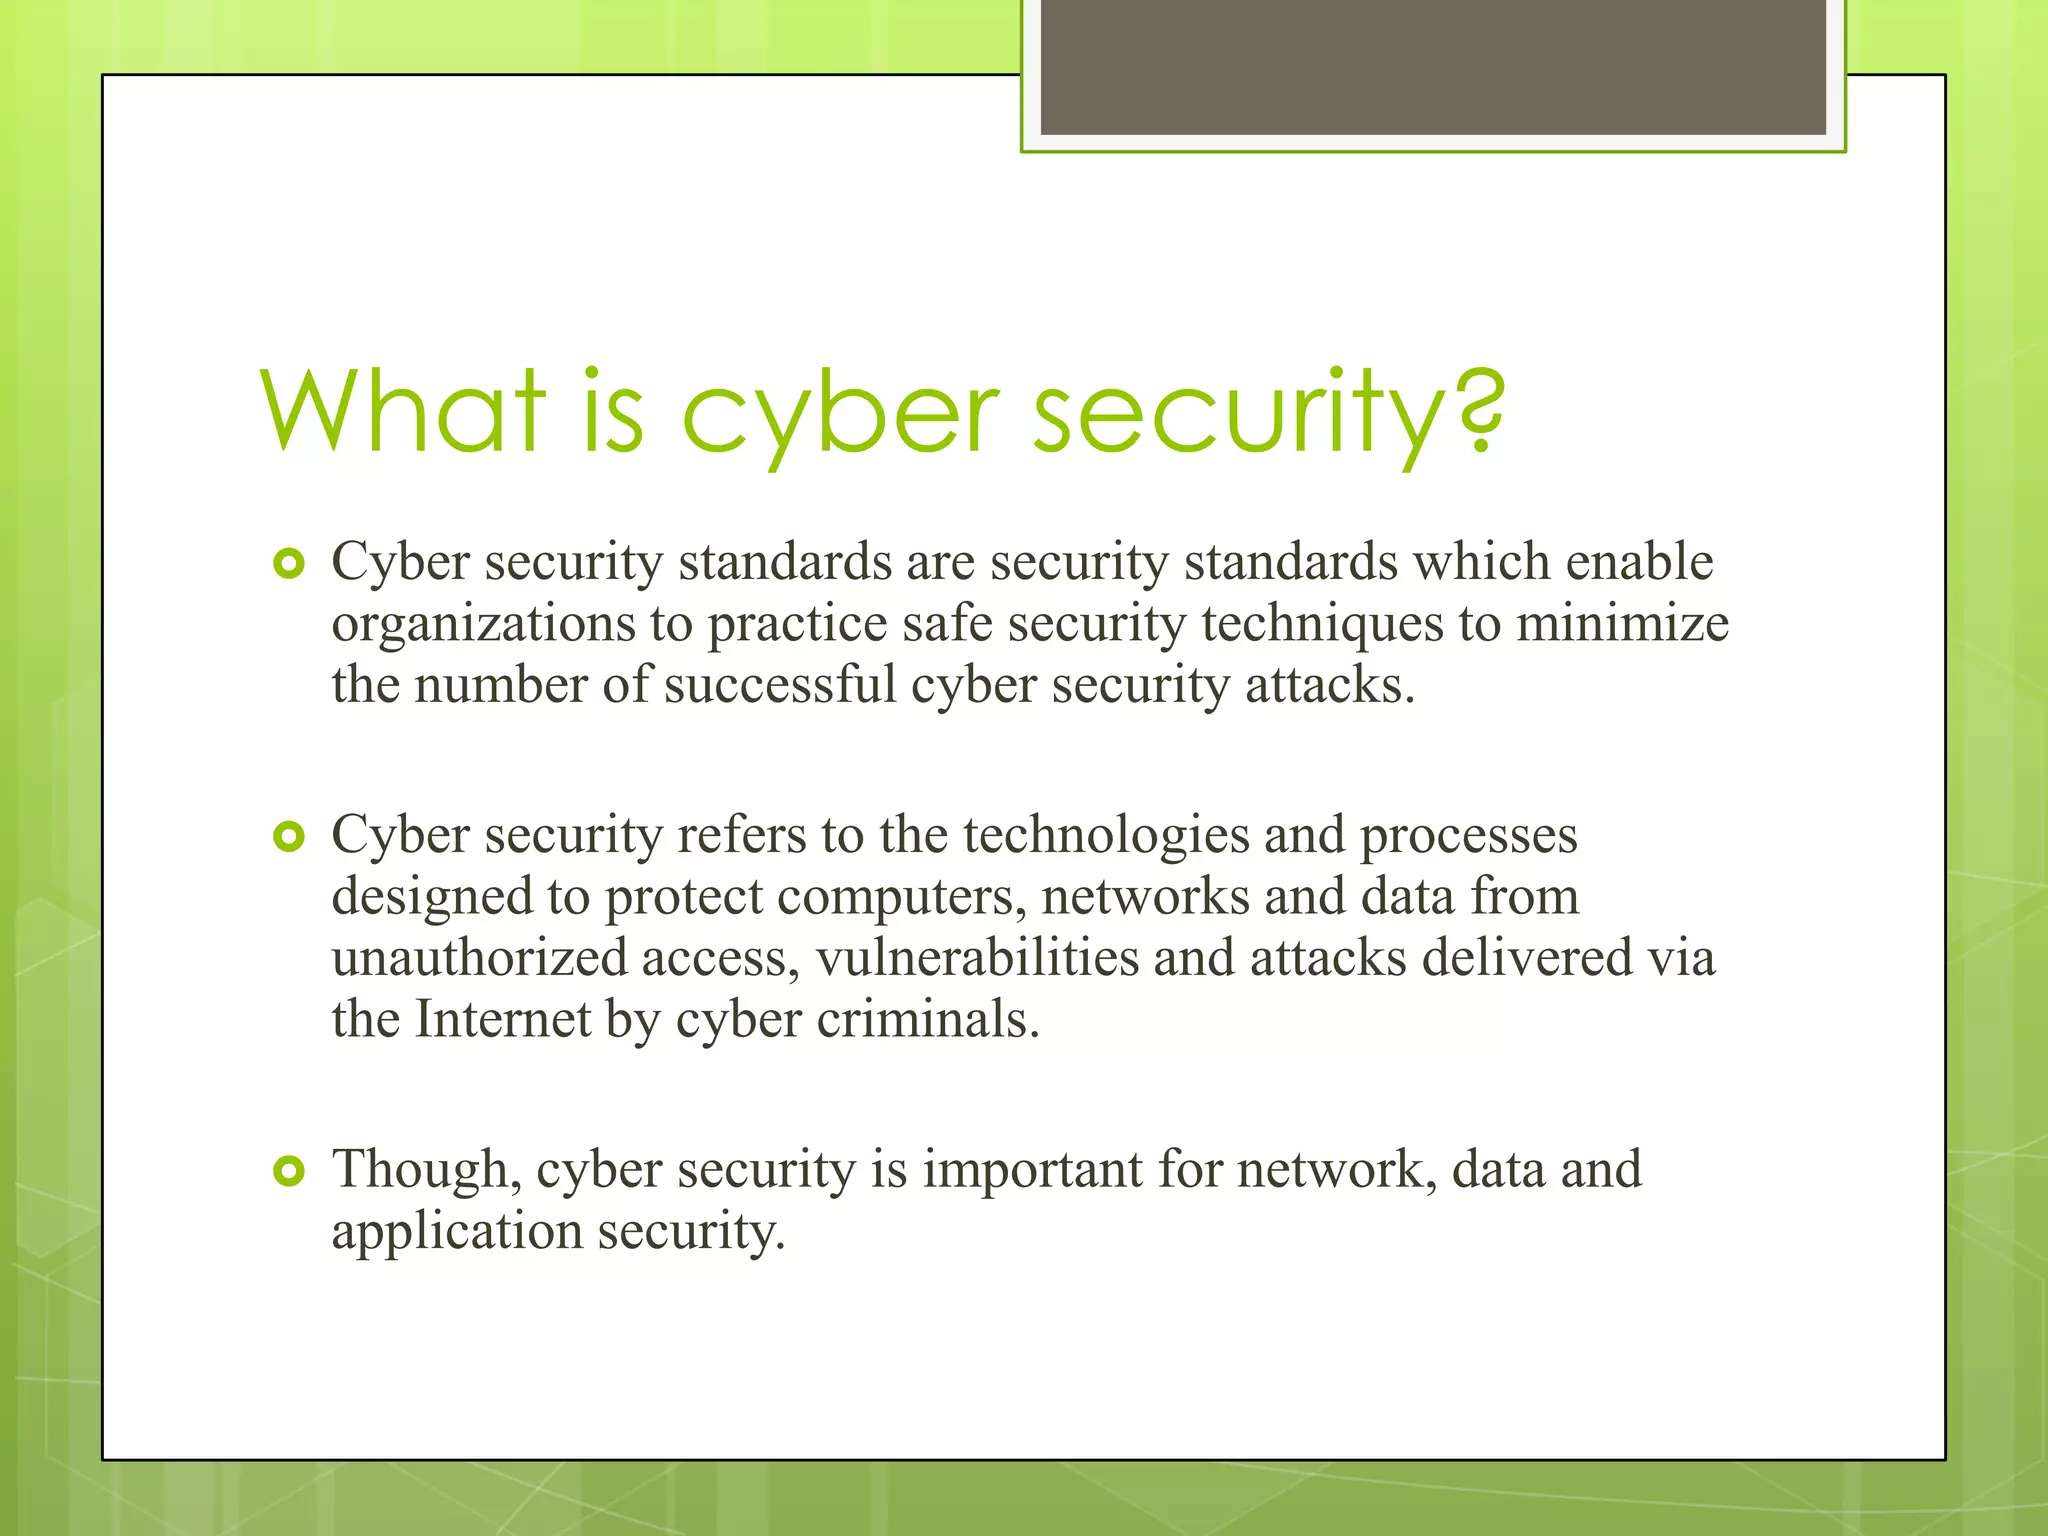 What is cyber security?
Cyber security standards are security standards which enable
organizations to practice safe security techniques to minimize
the number of successful cyber security attacks.
Cyber security refers to the technologies and processes
designed to protect computers, networks and data from
unauthorized access, vulnerabilities and attacks delivered via
the Internet by cyber criminals.
Though, cyber security is important for network, data and
application security.